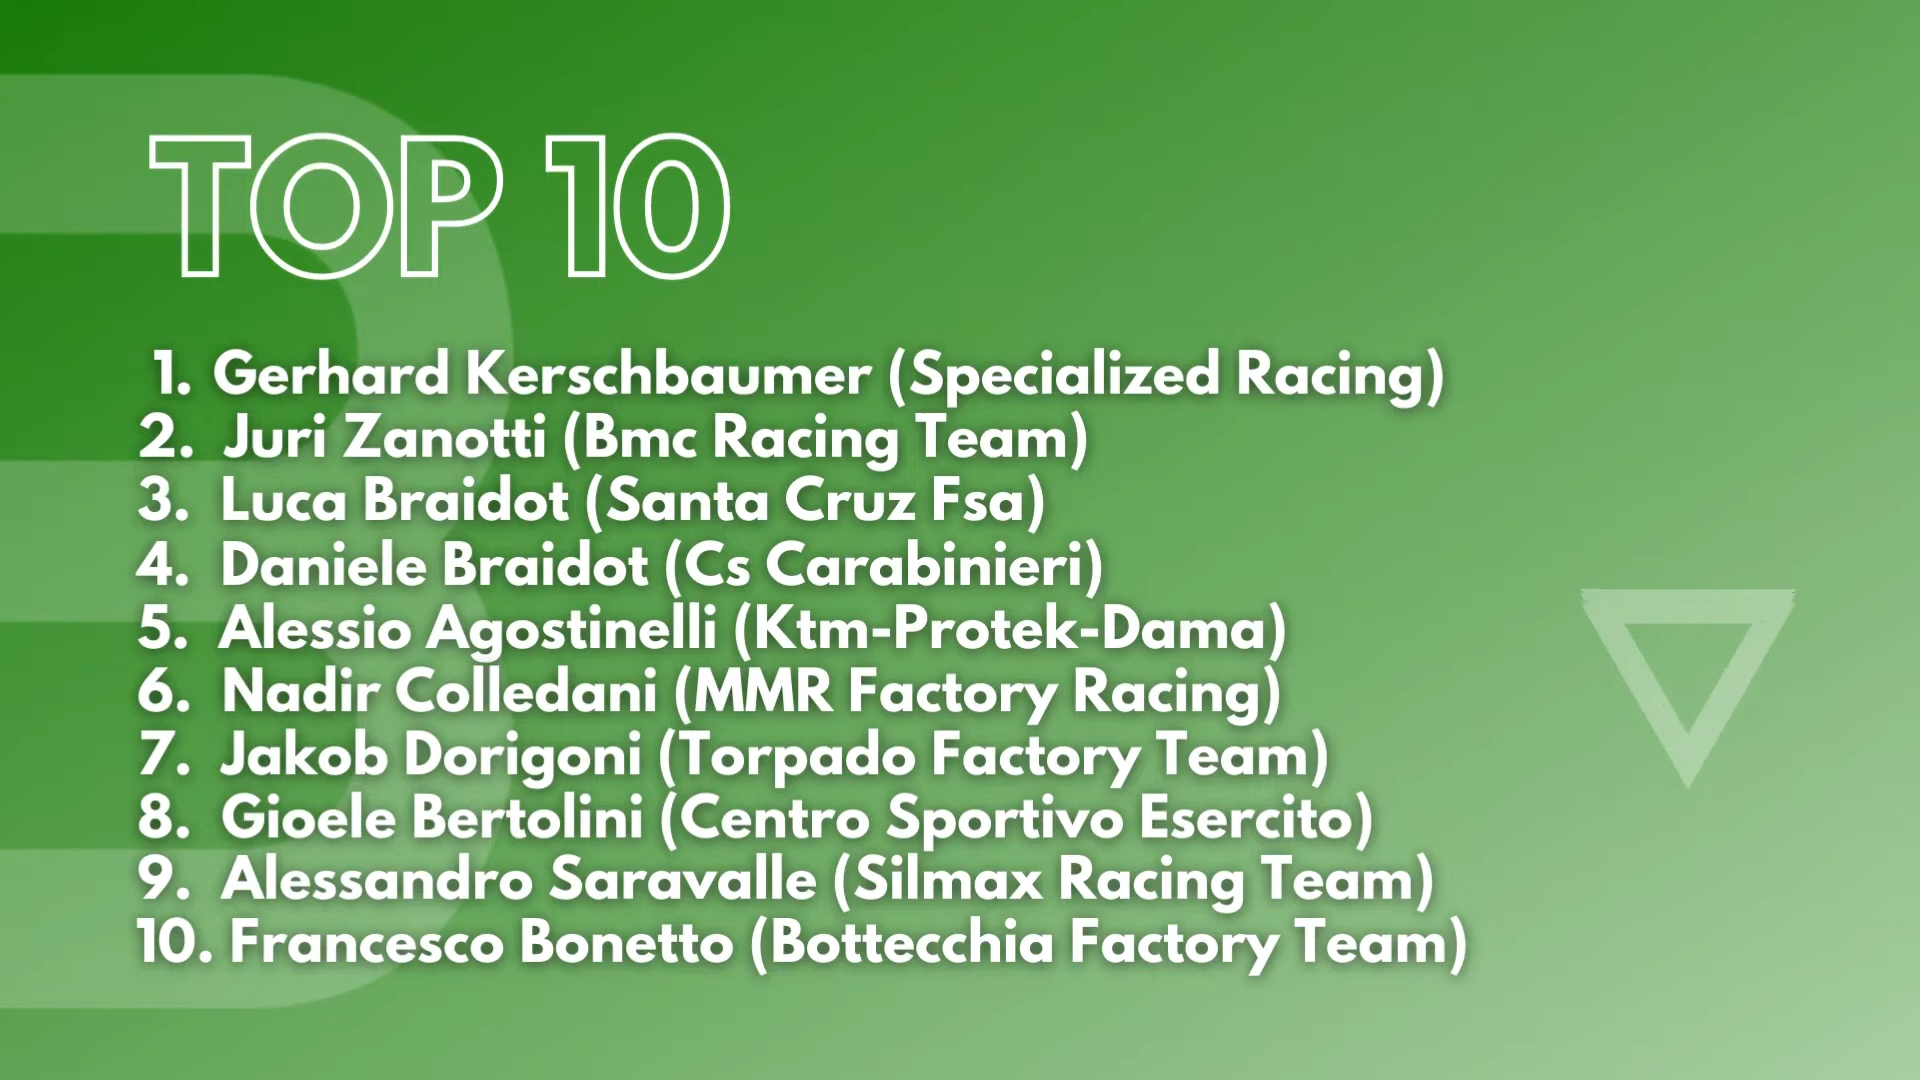 TOP 10
1. Gerhard Kerschbaumer (Specialized Racing)
2. Juri Zanotti (Bmc Racing Team)
3. Luca Braidot (Santa Cruz Fsa)
4. Daniele Braidot (Cs Carabinieri)
5. Alessio Agostinelli (Ktm-Protek-Dama)
6. Nadir Colledani (MMR Factory Racing)
7. Jakob Dorigoni (Torpado Factory Team)
8. Gioele Bertolini (Centro Sportivo Esercito)
9. Alessandro Saravalle (Silmax Racing Team)
10. Francesco Bonetto (Bottecchia Factory Team)